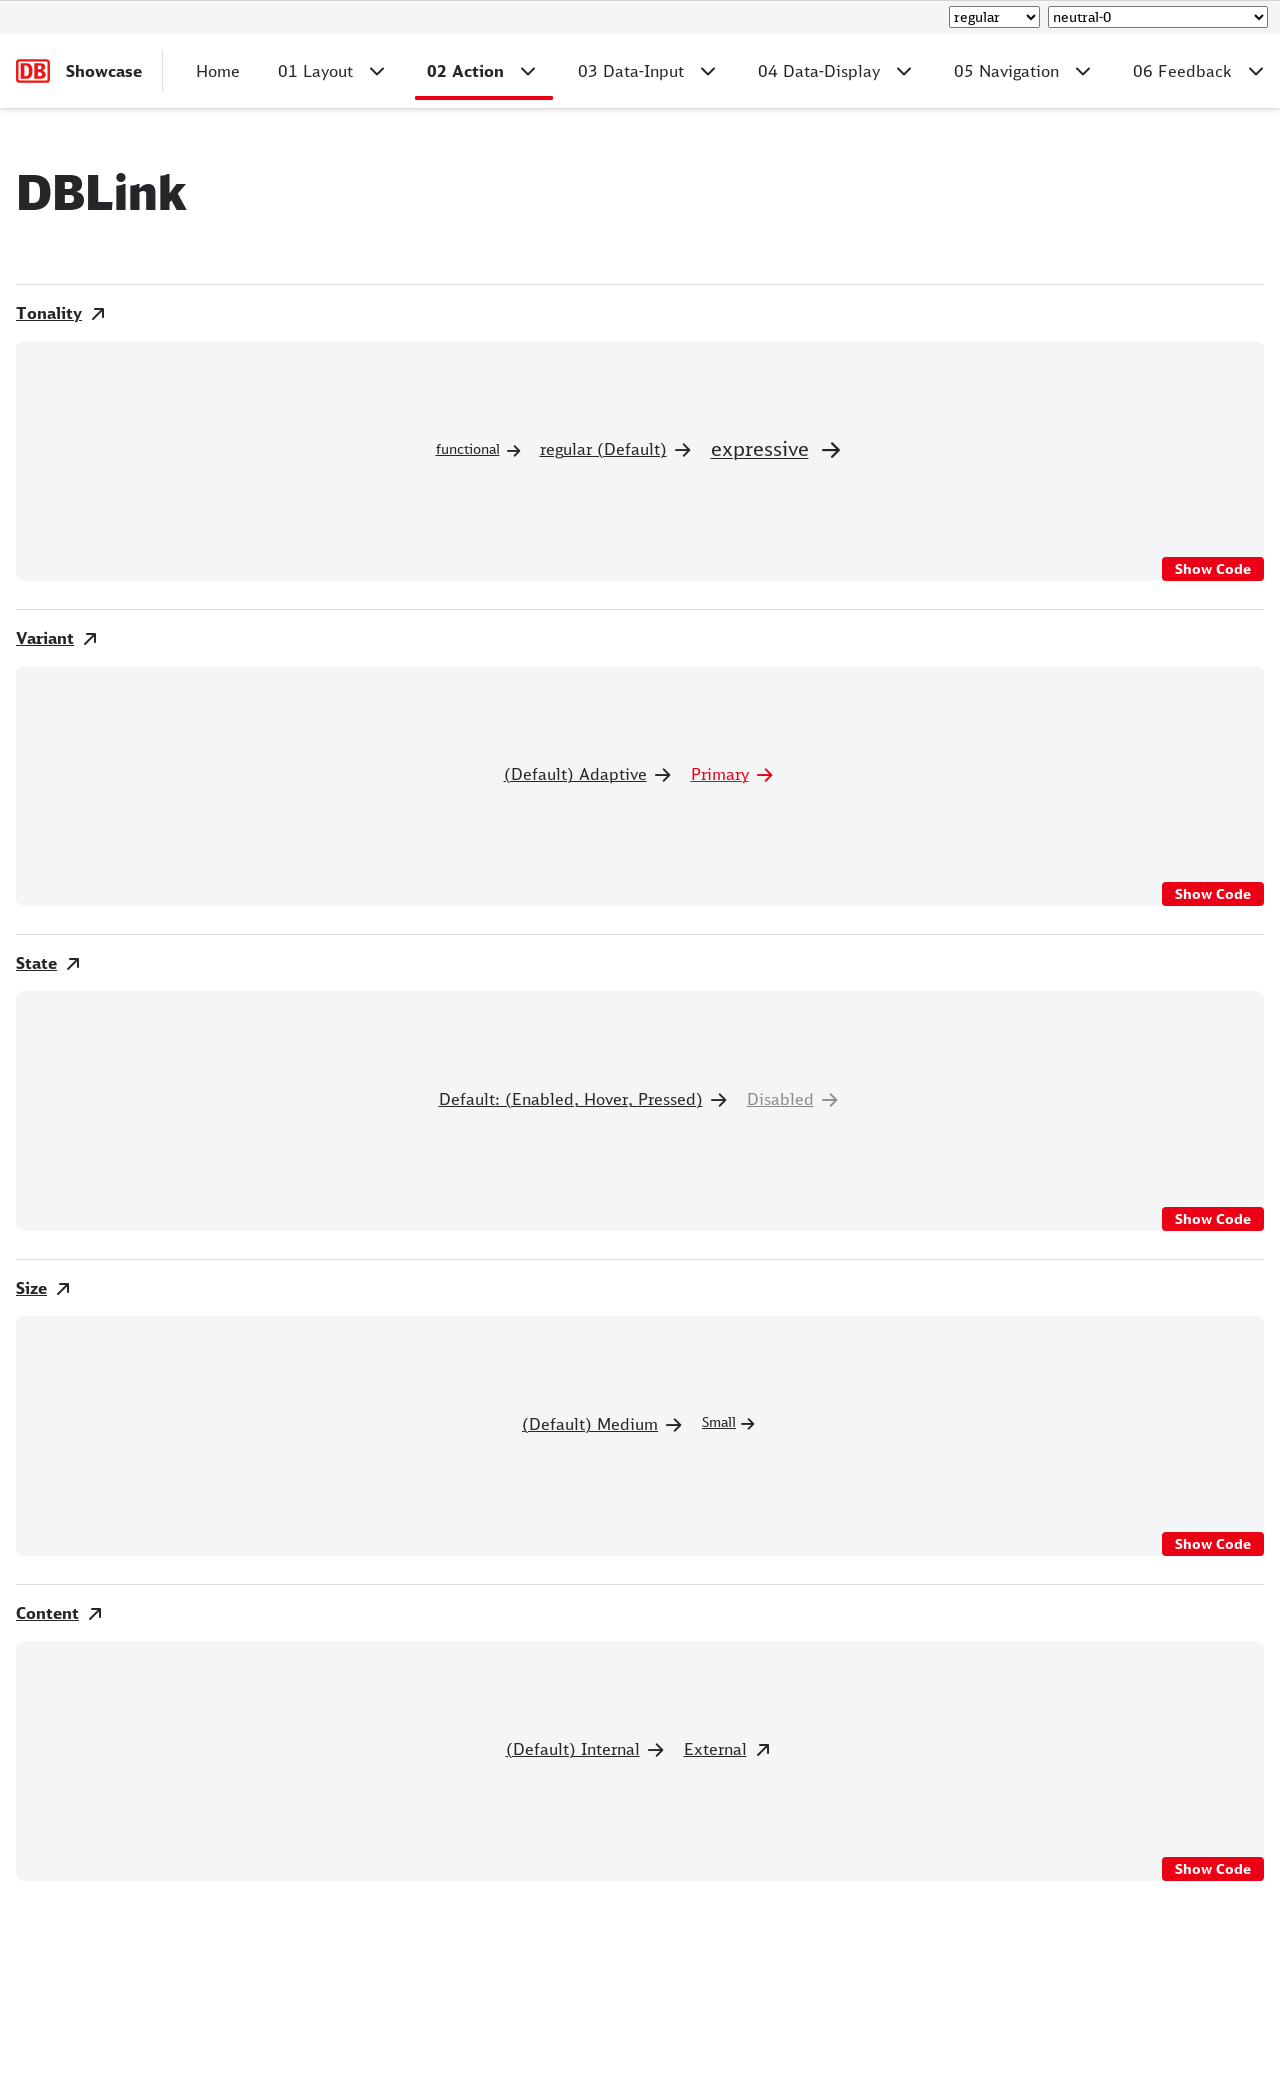 regular neutral-0
DB Showcase Home 01 Layout 02 Action 03 Data-Input 04 Data-Display 05 Navigation 06 Feedback
DBLink
Tonality
functional regular (Default) expressive
Show Code
Variant
(Default) Adaptive Primary
Show Code
State
Default: (Enabled, Hover, Pressed) Disabled
Show Code
Size
(Default) Medium Small
Show Code
Content
(Default) Internal External
Show Code